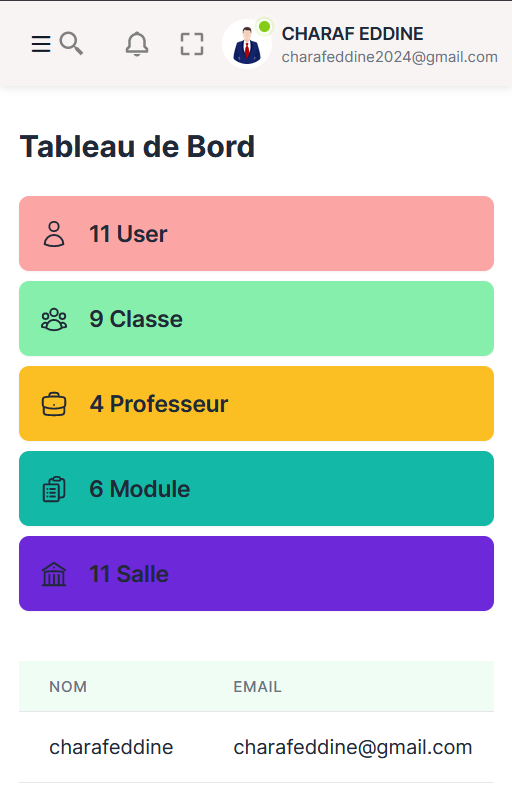 CHARAF EDDINE
charafeddine2024@gmail.com
Tableau de Bord
11 User
9 Classe
4 Professeur
6 Module
11 Salle
NOM EMAIL
charafeddine charafeddine@gmail.com